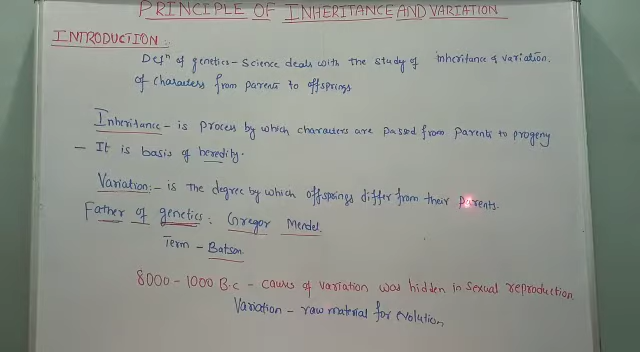 PRINCIPLE OF INHERITANCE AND VARIATION
INTRODUCTION :
Defⁿ of genetics - Science deals with the study of inheritance & variation.
of characters from parents to offsprings
Inheritance - is process by which characters are passed from Parents to progeny
- It is basis of heredity.
Variation:- is the degree by which offsprings differ from their parents.
Father of genetics: Gregor Mendel.
Term - Batson
8000 - 1000 B.C - causes of variation was hidden in sexual reproduction
Variation - raw material for evolution